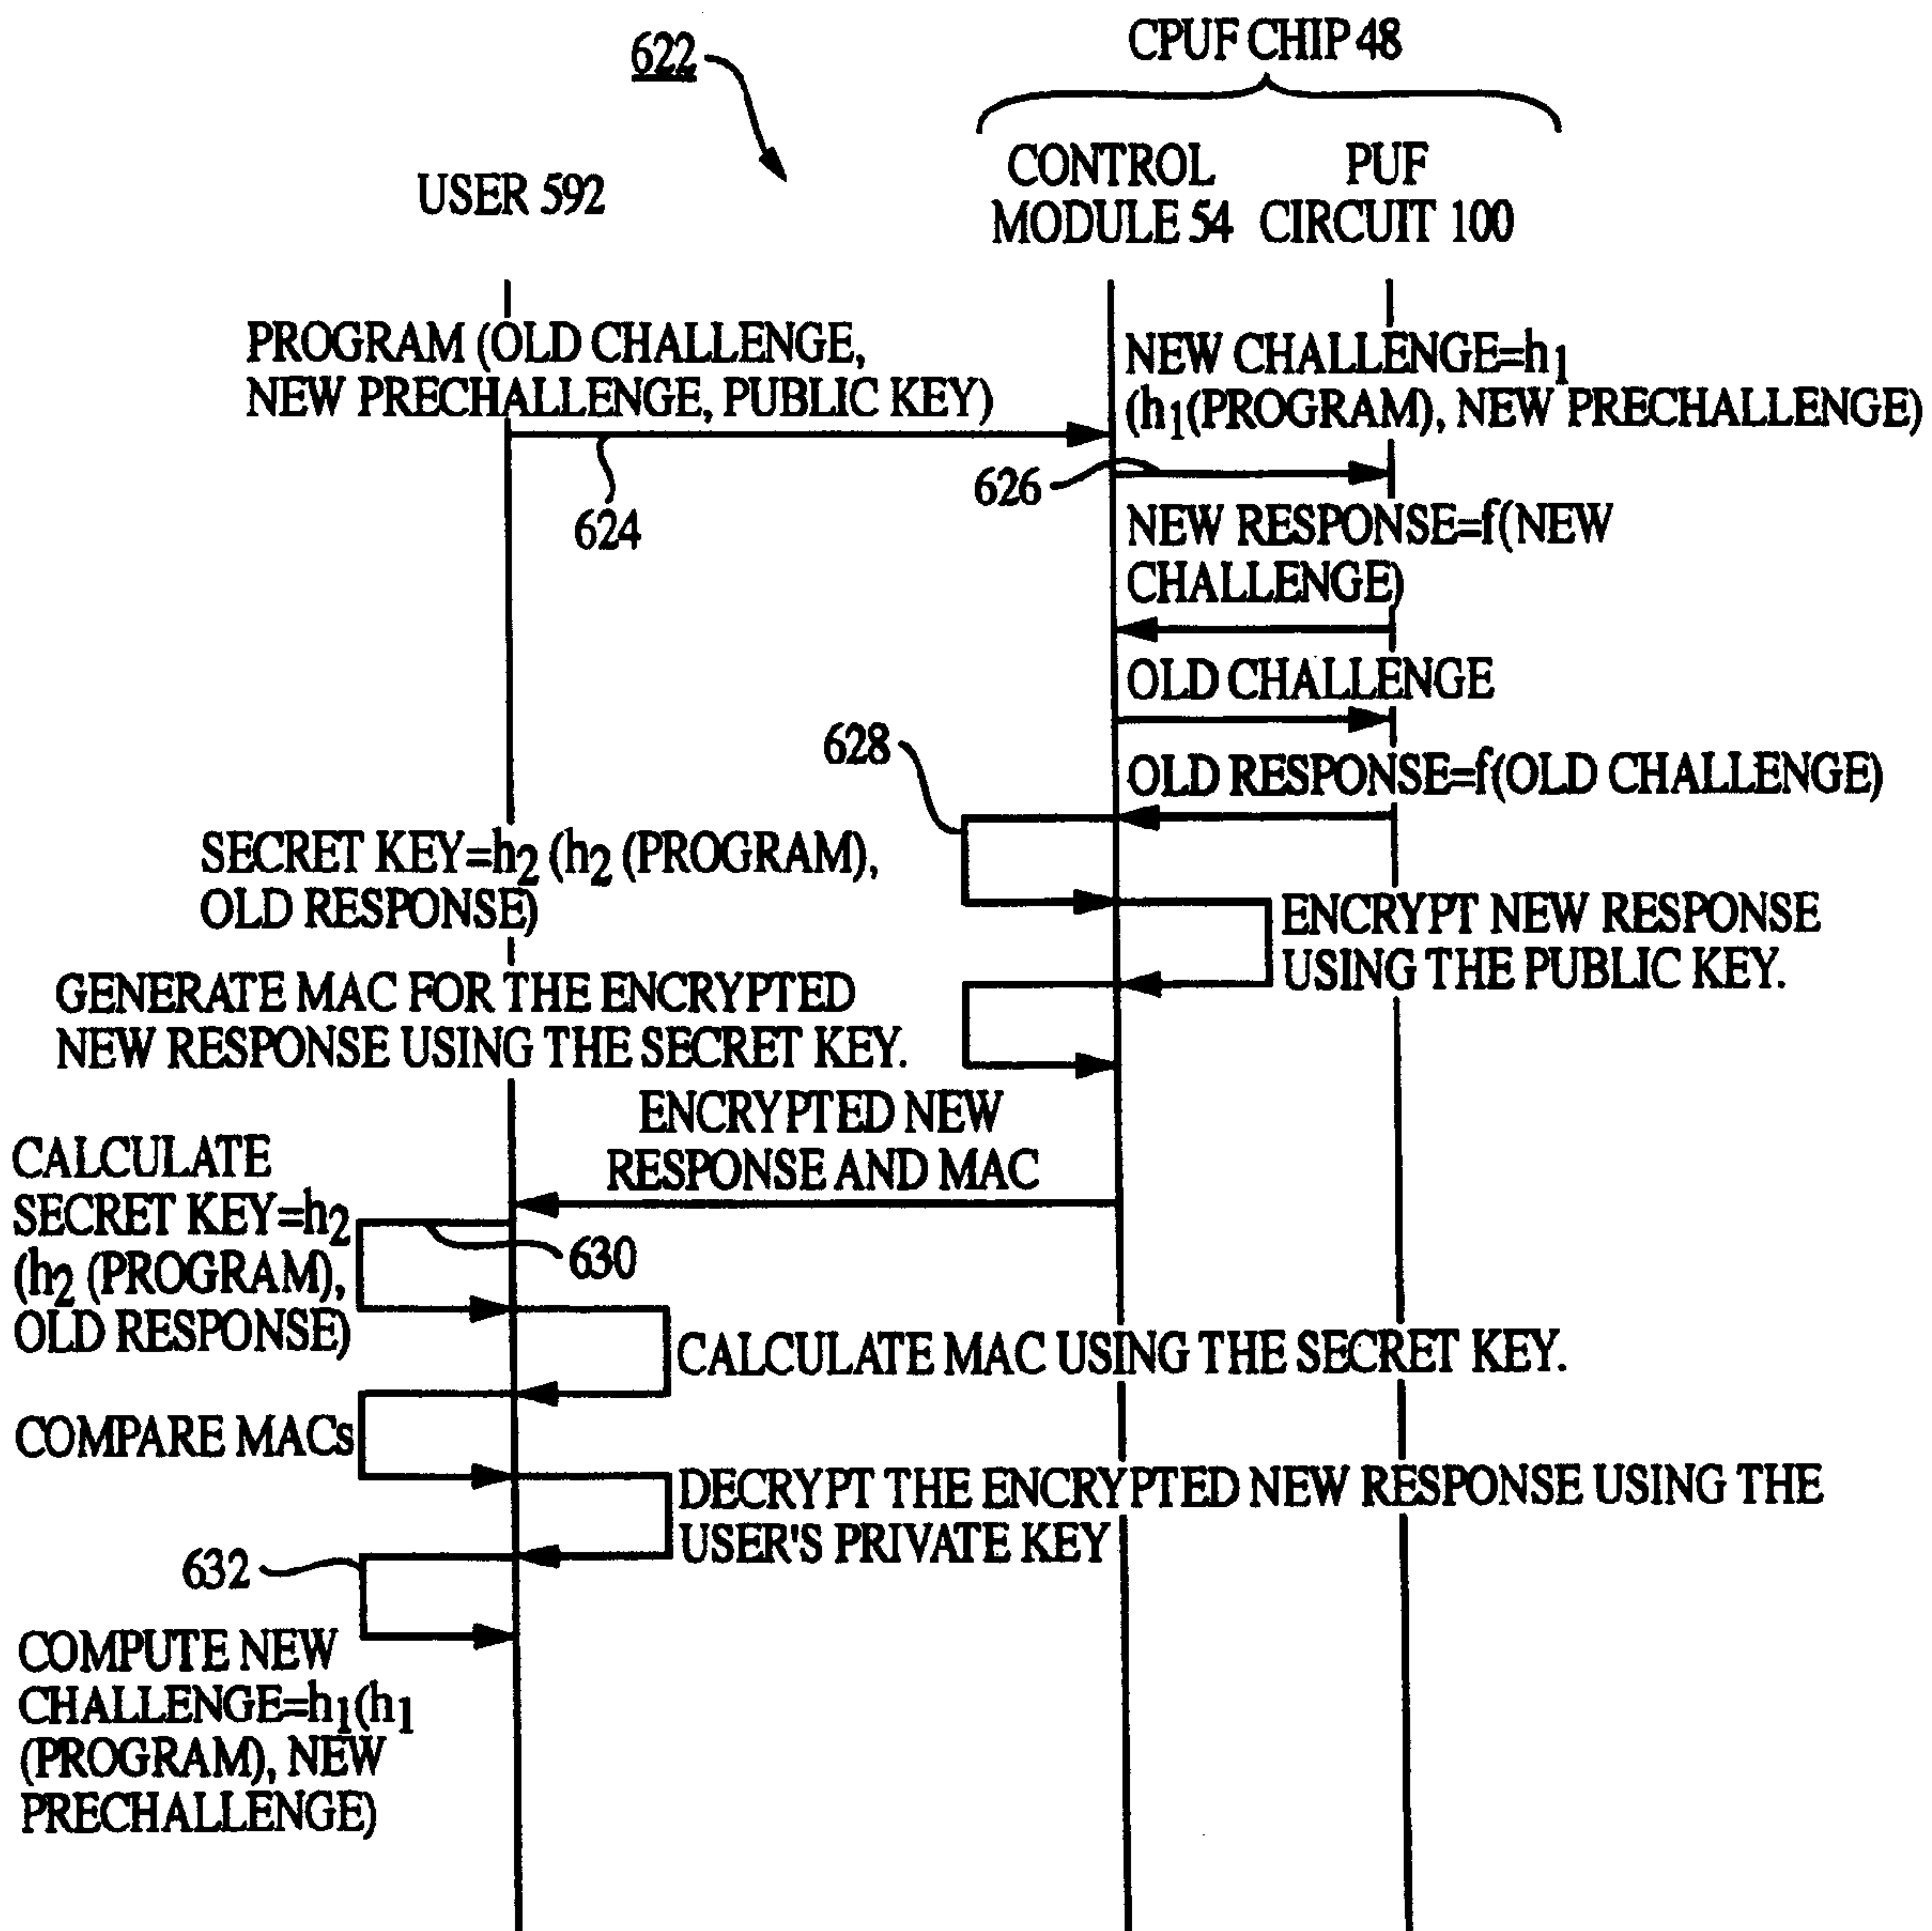 622
CPUF CHIP 48
USER 592
CONTROL
MODULE 54
PUF
CIRCUIT 100
PROGRAM (OLD CHALLENGE,
NEW PRECHALLENGE, PUBLIC KEY)
624
NEW CHALLENGE=h1
(h1(PROGRAM), NEW PRECHALLENGE)
626
NEW RESPONSE=f(NEW
CHALLENGE)
OLD CHALLENGE
628
OLD RESPONSE=f(OLD CHALLENGE)
SECRET KEY=h2 (h2 (PROGRAM),
OLD RESPONSE)
ENCRYPT NEW RESPONSE
USING THE PUBLIC KEY.
GENERATE MAC FOR THE ENCRYPTED
NEW RESPONSE USING THE SECRET KEY.
ENCRYPTED NEW
RESPONSE AND MAC
CALCULATE
SECRET KEY=h2
(h2 (PROGRAM),
OLD RESPONSE)
630
CALCULATE MAC USING THE SECRET KEY.
COMPARE MACs
DECRYPT THE ENCRYPTED NEW RESPONSE USING THE
USER'S PRIVATE KEY
632
COMPUTE NEW
CHALLENGE=h1(h1
(PROGRAM), NEW
PRECHALLENGE)